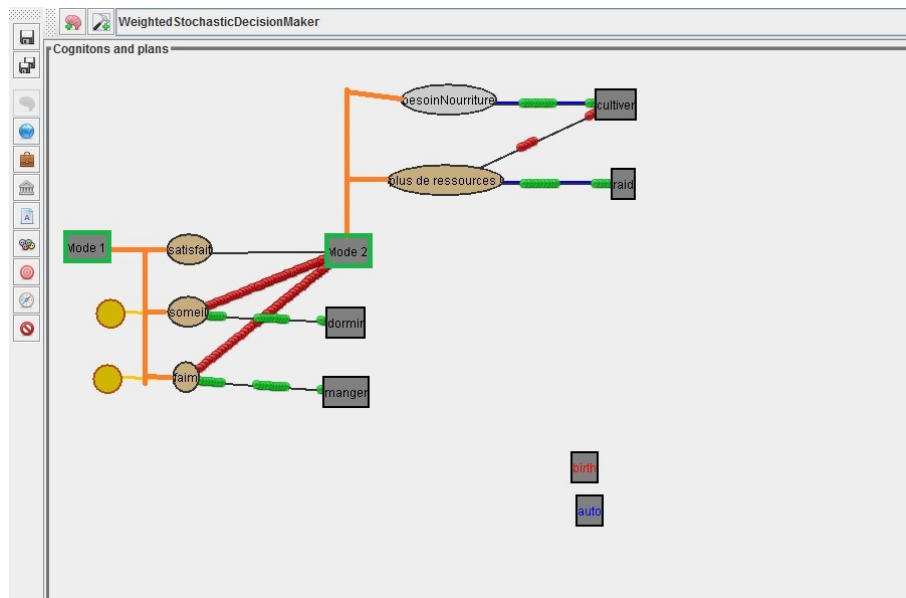 WeightedStochasticDecisionMaker
Cognitons and plans
besoinNourriture
cultiver
plus de ressources
raid
Mode 1
satisfait
Mode 2
someil
dormir
faim
manger
birth
auto
A